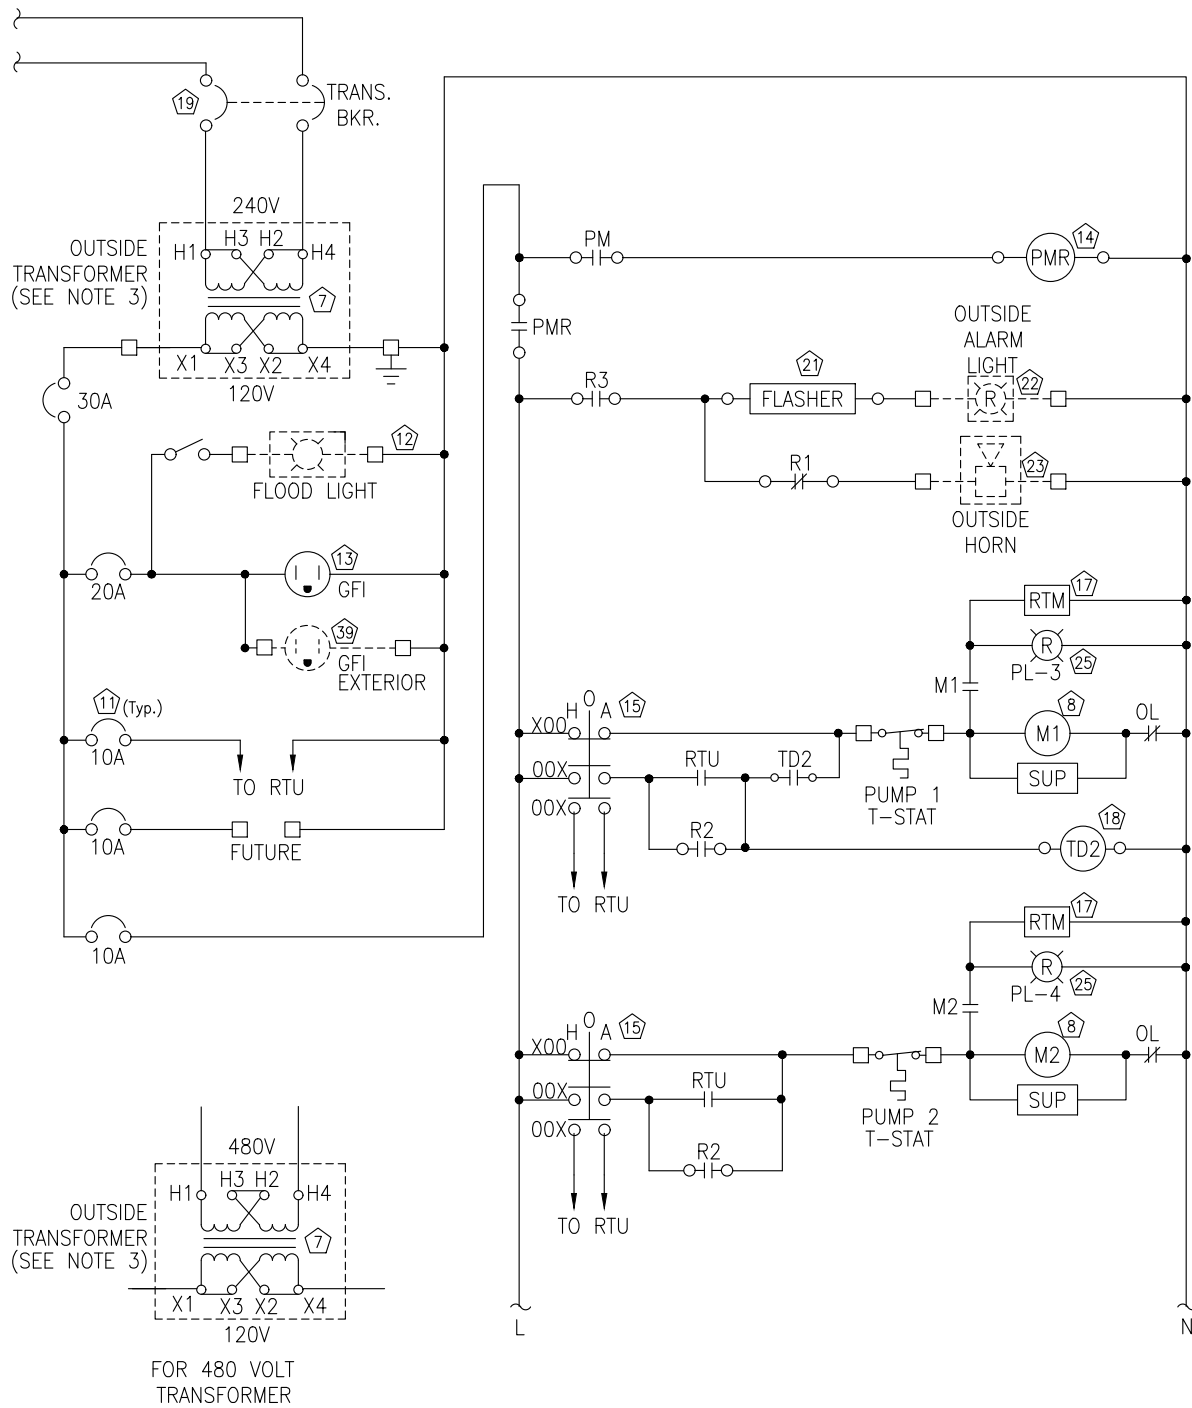 19
TRANS.
BKR.
240V
OUTSIDE
TRANSFORMER
(SEE NOTE 3)
H1
H3
H2
H4
7
X1
X3
X2
X4
120V
30A
12
FLOOD LIGHT
20A
13
GFI
39
GFI
EXTERIOR
11
(Typ.)
10A
TO RTU
10A
FUTURE
10A
PM
PMR
14
PMR
OUTSIDE
ALARM
LIGHT
R3
21
FLASHER
R
22
R1
23
OUTSIDE
HORN
RTM
17
R
PL-3
25
M1
H
O
A
15
X00
00X
00X
RTU
TD2
PUMP 1
T-STAT
M1
8
OL
SUP
R2
TD2
18
TO RTU
RTM
17
R
PL-4
25
M2
H
O
A
15
X00
00X
00X
RTU
PUMP 2
T-STAT
M2
8
OL
SUP
R2
TO RTU
L
N
480V
OUTSIDE
TRANSFORMER
(SEE NOTE 3)
H1
H3
H2
H4
7
X1
X3
X2
X4
120V
FOR 480 VOLT
TRANSFORMER